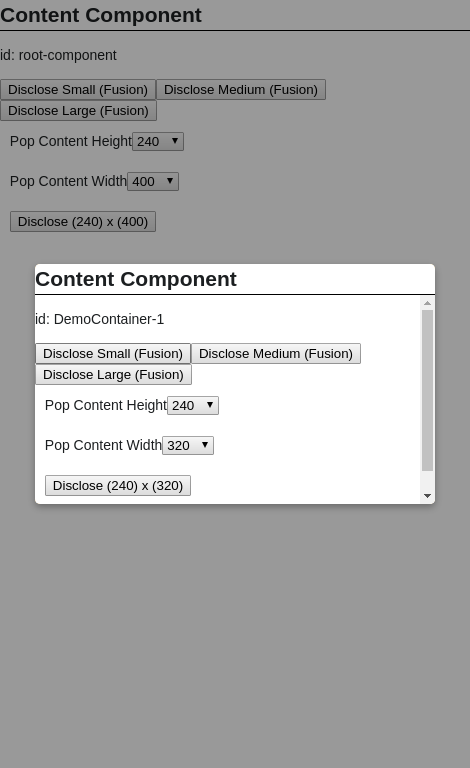 Content Component
id: root-component
Disclose Small (Fusion) Disclose Medium (Fusion)
Disclose Large (Fusion)
Pop Content Height 240
Pop Content Width 400
Disclose (240) x (400)
Content Component
id: DemoContainer-1
Disclose Small (Fusion) Disclose Medium (Fusion)
Disclose Large (Fusion)
Pop Content Height 240
Pop Content Width 320
Disclose (240) x (320)